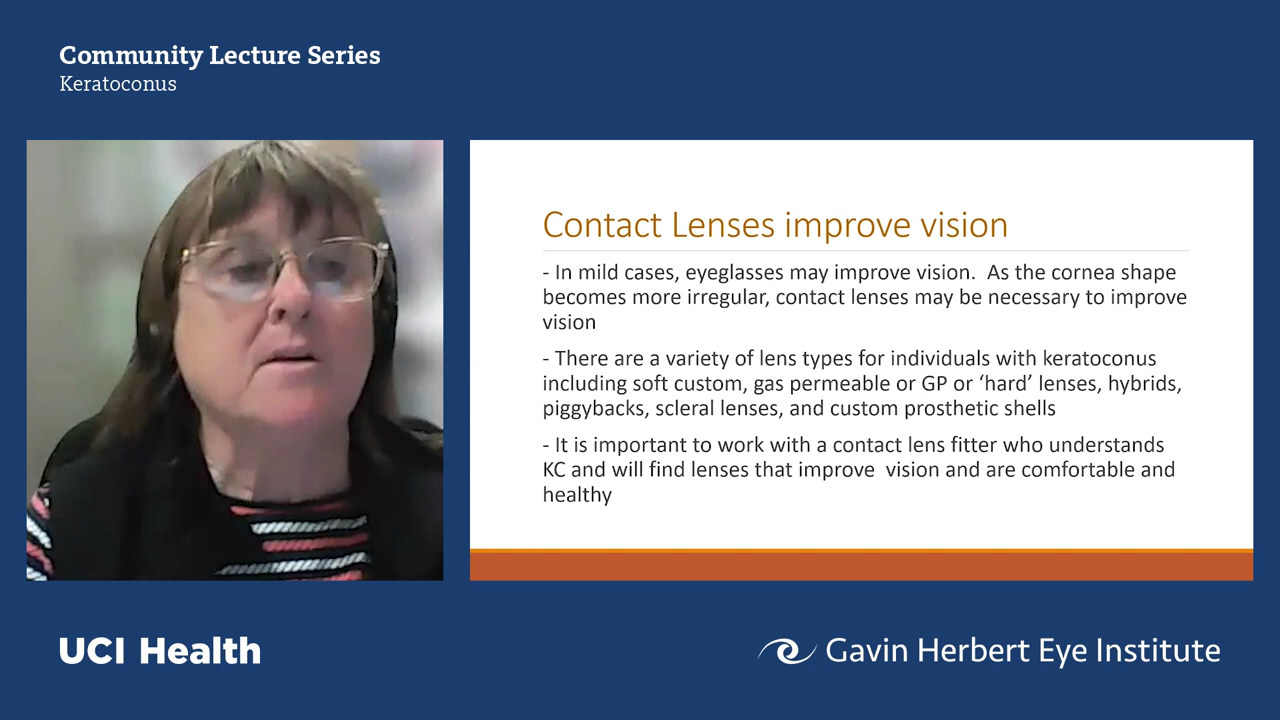 Community Lecture Series
Keratoconus
Contact Lenses improve vision
- In mild cases, eyeglasses may improve vision.  As the cornea shape
becomes more irregular, contact lenses may be necessary to improve
vision
- There are a variety of lens types for individuals with keratoconus
including soft custom, gas permeable or GP or ‘hard’ lenses, hybrids,
piggybacks, scleral lenses, and custom prosthetic shells
- It is important to work with a contact lens fitter who understands
KC and will find lenses that improve  vision and are comfortable and
healthy
UCI Health
Gavin Herbert Eye Institute